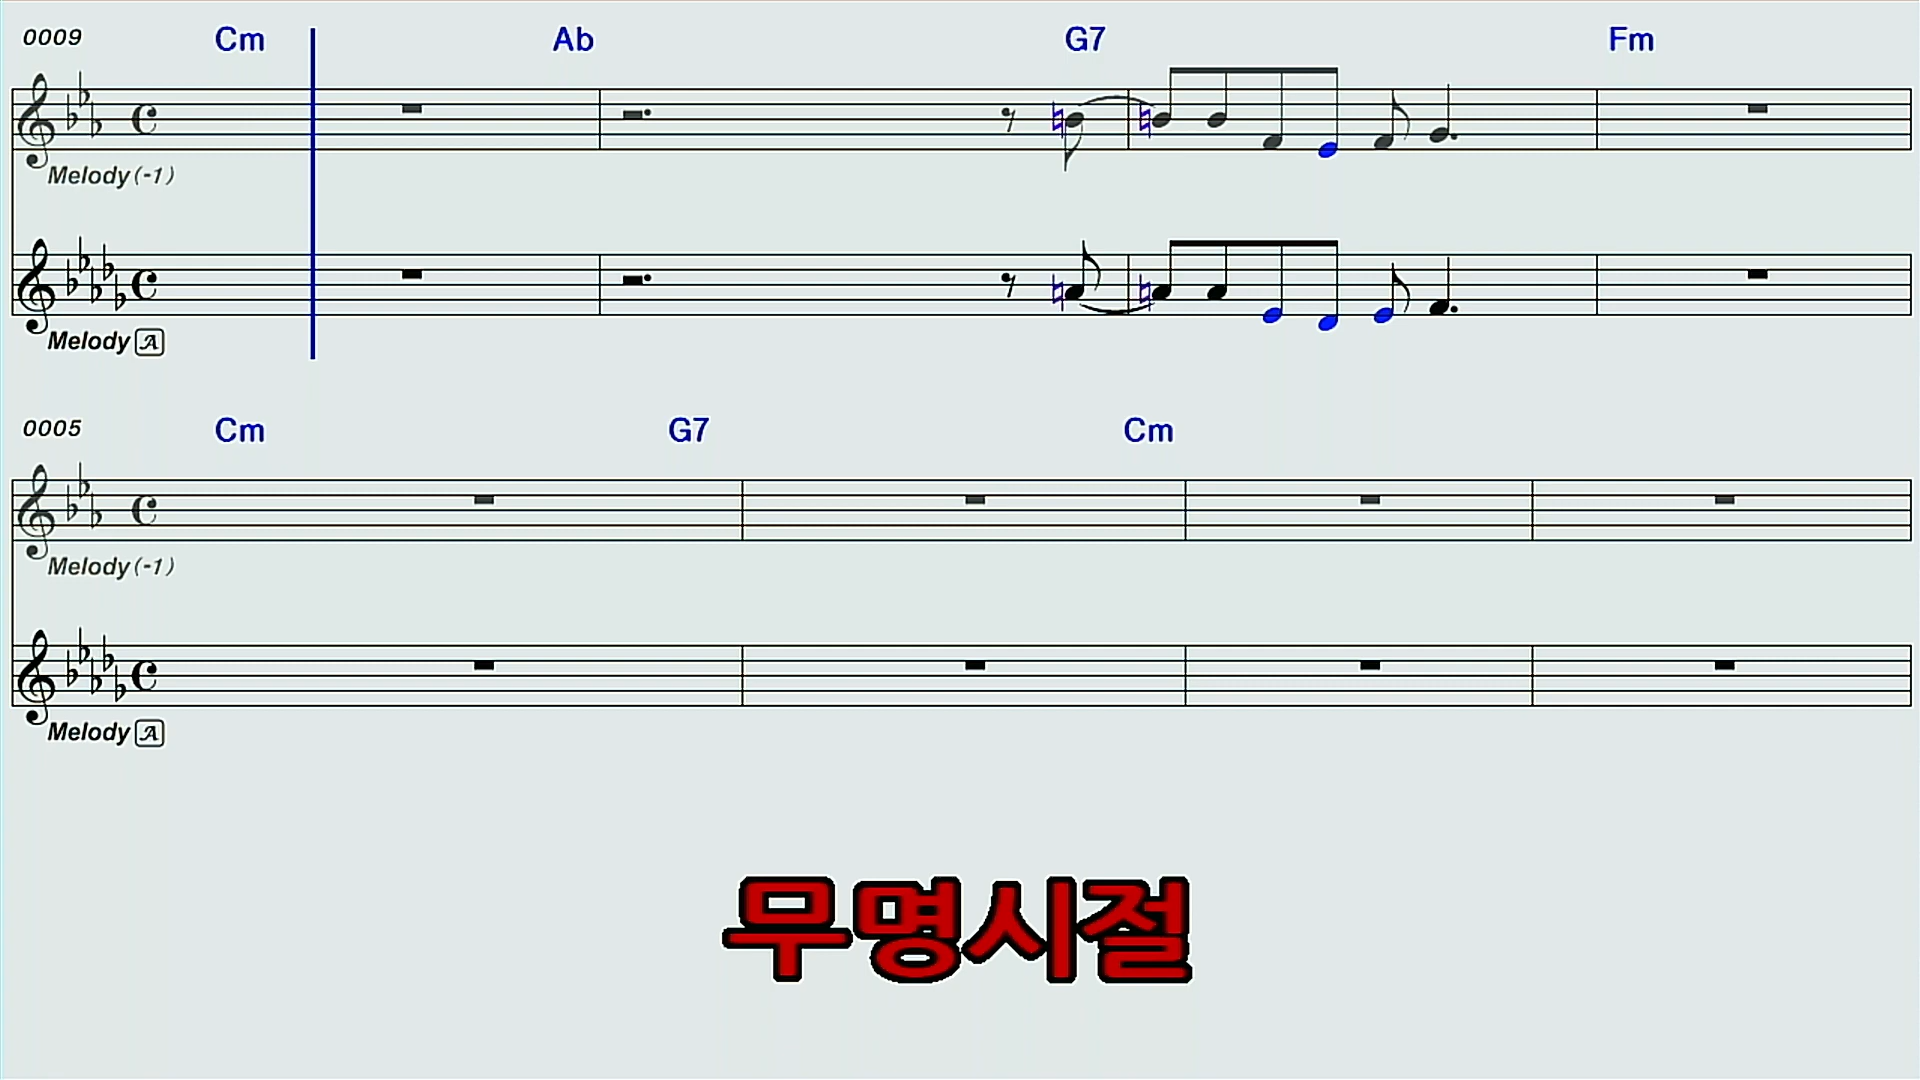 0009 Cm Ab G7 Fm
Melody(-1)
Melody A
0005 Cm G7 Cm
Melody(-1)
Melody A
무명시절